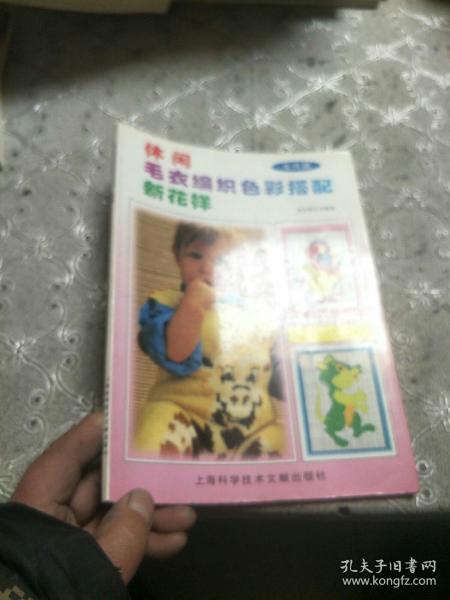 休闲
毛衣编织色彩搭配
新花样
上海科学技术文献出版社
孔夫子旧书网
www.kongfz.com